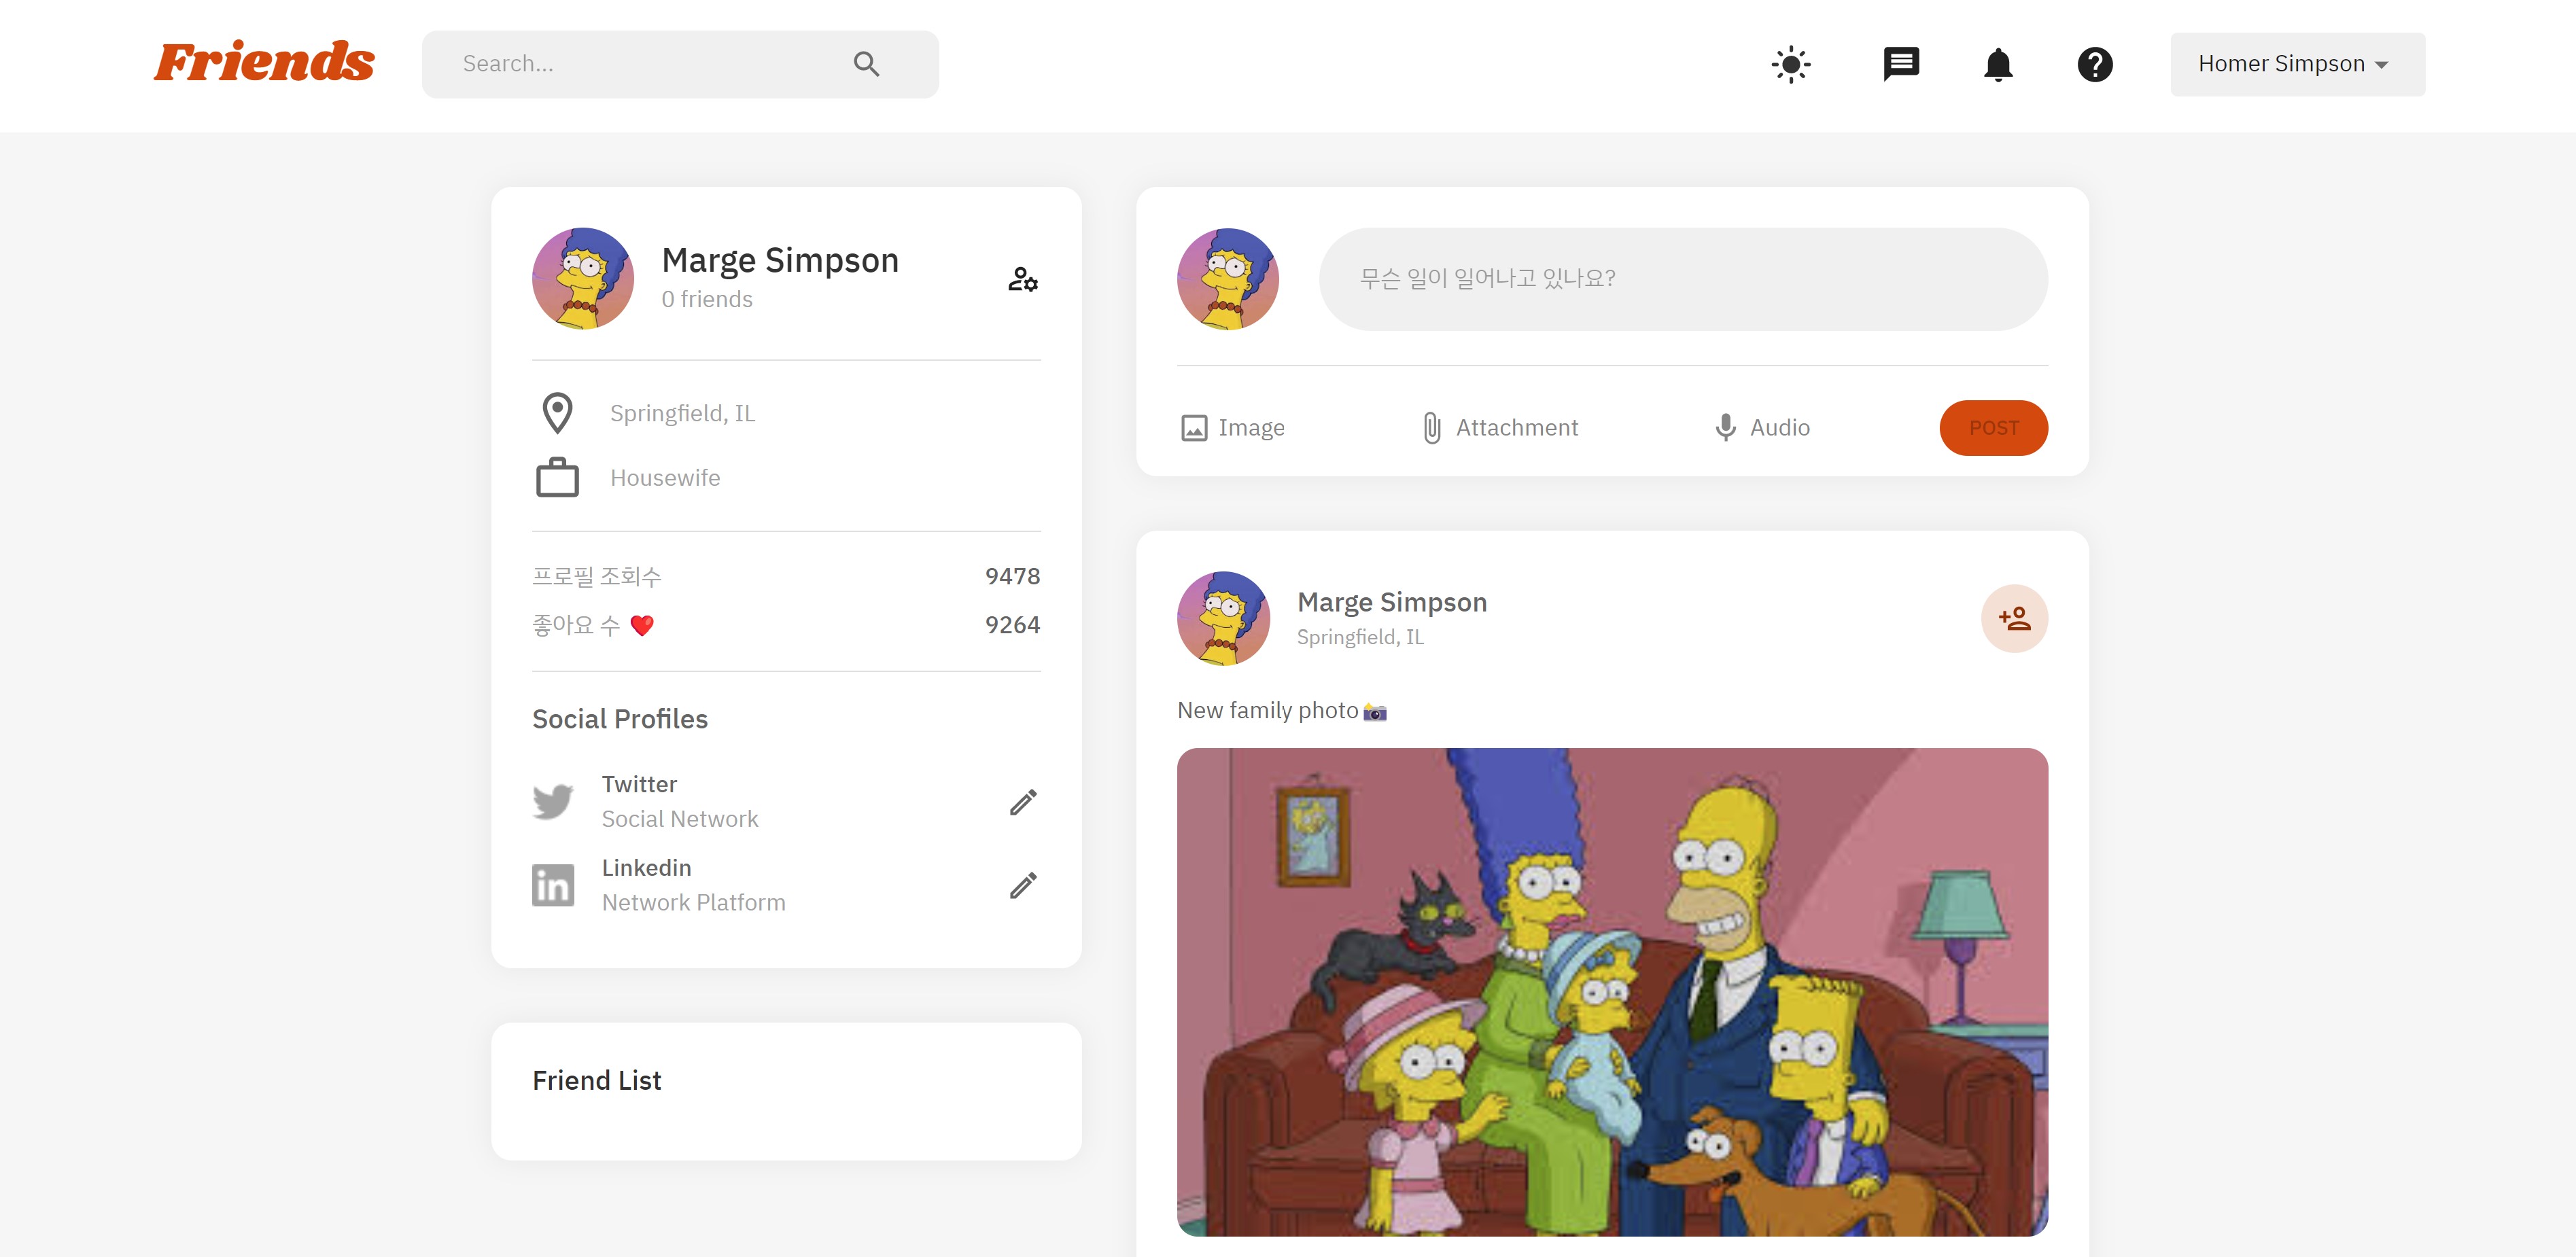 Friends
Search...
Homer Simpson
Marge Simpson
0 friends
Springfield, IL
Housewife
프로필 조회수 9478
좋아요 수 ❤️ 9264
Social Profiles
Twitter
Social Network
Linkedin
Network Platform
Friend List
무슨 일이 일어나고 있나요?
Image Attachment Audio POST
Marge Simpson
Springfield, IL
New family photo📸